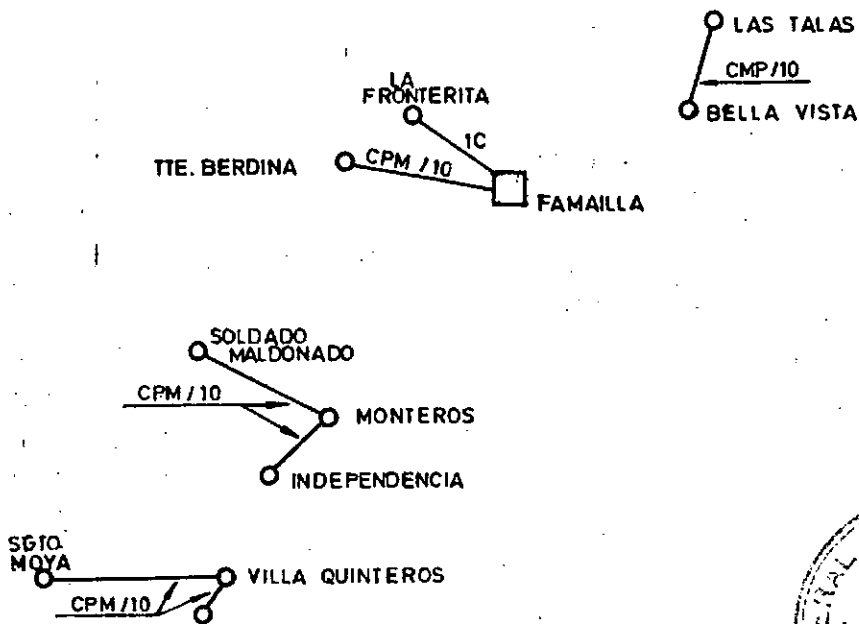 LAS TALAS
CMP/10
BELLA VISTA
LA
FRONTERITA
1C
TTE. BERDINA
CPM/10
FAMAILLA
SOLDADO
MALDONADO
CPM/10
MONTEROS
INDEPENDENCIA
SGTO.
MOYA
VILLA QUINTEROS
CPM/10
RAL